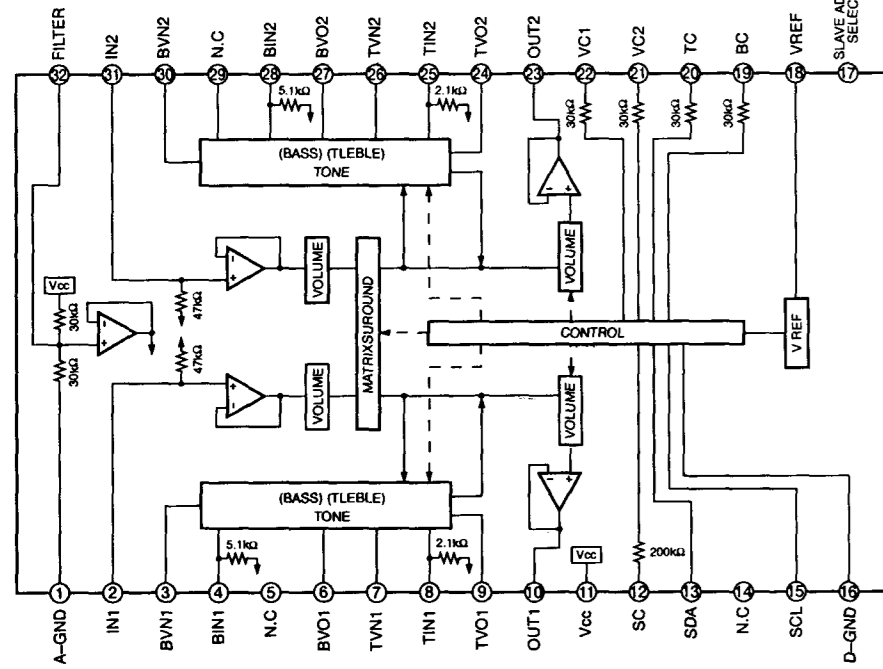 FILTER
IN2
BVN2
N.C
BIN2
BVO2
TVN2
TIN2
TVO2
OUT2
VC1
VC2
TC
BC
VREF
SLAVE AD
SELEC
32
31
30
29
28
27
26
25
24
23
22
21
20
19
18
17
5.1kΩ
2.1kΩ
30kΩ
30kΩ
30kΩ
30kΩ
(BASS) (TLEBLE)
TONE
Vcc
30kΩ
30kΩ
47kΩ
47kΩ
VOLUME
VOLUME
MATRIXSUROUND
VOLUME
VOLUME
CONTROL
V REF
(BASS) (TLEBLE)
TONE
5.1kΩ
2.1kΩ
Vcc
200kΩ
1
2
3
4
5
6
7
8
9
10
11
12
13
14
15
16
A-GND
IN1
BVN1
BIN1
N.C
BVO1
TVN1
TIN1
TVO1
OUT1
Vcc
SC
SDA
N.C
SCL
D-GND